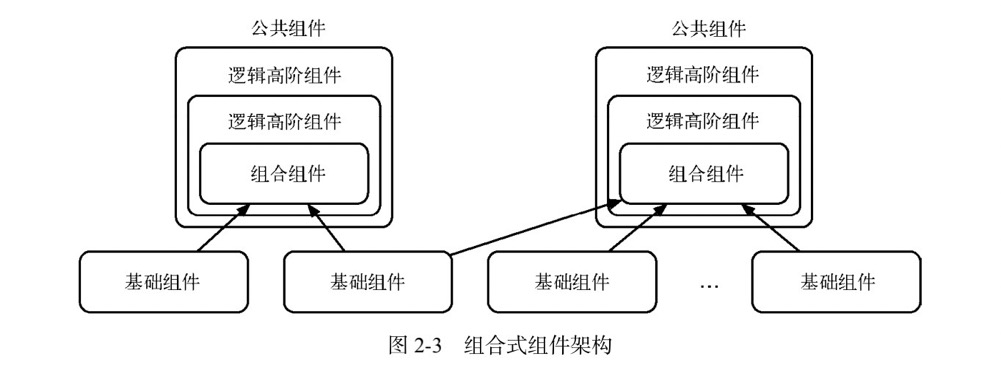 公共组件 公共组件
逻辑高阶组件 逻辑高阶组件
逻辑高阶组件 逻辑高阶组件
组合组件 组合组件
基础组件 基础组件 基础组件 … 基础组件
图 2-3 组合式组件架构